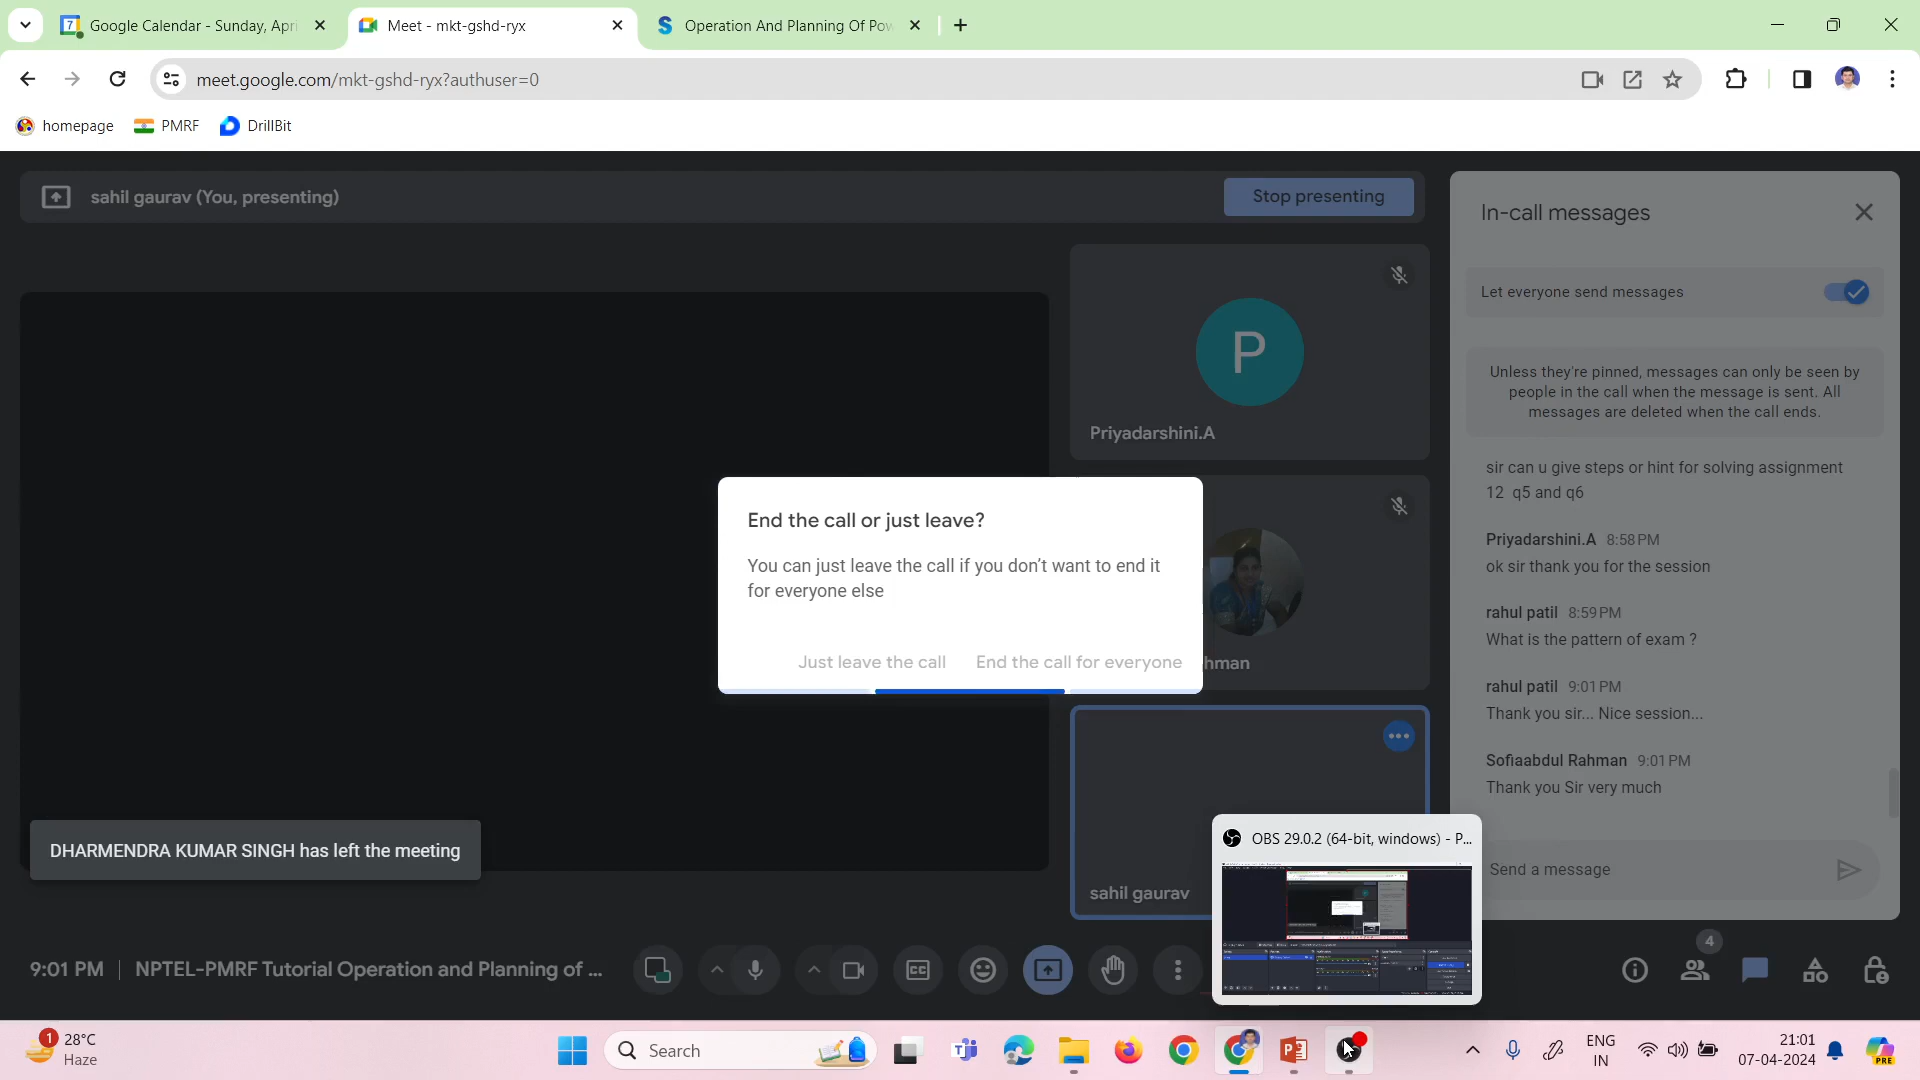 Google Calendar - Sunday, Apri
Meet - mkt-gshd-ryx
Operation And Planning Of Pow
meet.google.com/mkt-gshd-ryx?authuser=0
homepage
PMRF
DrillBit
sahil gaurav (You, presenting)
Stop presenting
In-call messages
Let everyone send messages
Unless they're pinned, messages can only be seen by
people in the call when the message is sent. All
messages are deleted when the call ends.
sir can u give steps or hint for solving assignment
12 q5 and q6
Priyadarshini.A 8:58 PM
ok sir thank you for the session
rahul patil 8:59 PM
What is the pattern of exam ?
rahul patil 9:01 PM
Thank you sir... Nice session...
Sofiaabdul Rahman 9:01 PM
Thank you Sir very much
Send a message
P
Priyadarshini.A
hman
sahil gaurav
End the call or just leave?
You can just leave the call if you don't want to end it
for everyone else
Just leave the call
End the call for everyone
DHARMENDRA KUMAR SINGH has left the meeting
OBS 29.0.2 (64-bit, windows) - P...
9:01 PM
NPTEL-PMRF Tutorial Operation and Planning of ...
4
1
28°C
Haze
Search
ENG
IN
21:01
07-04-2024
PRE